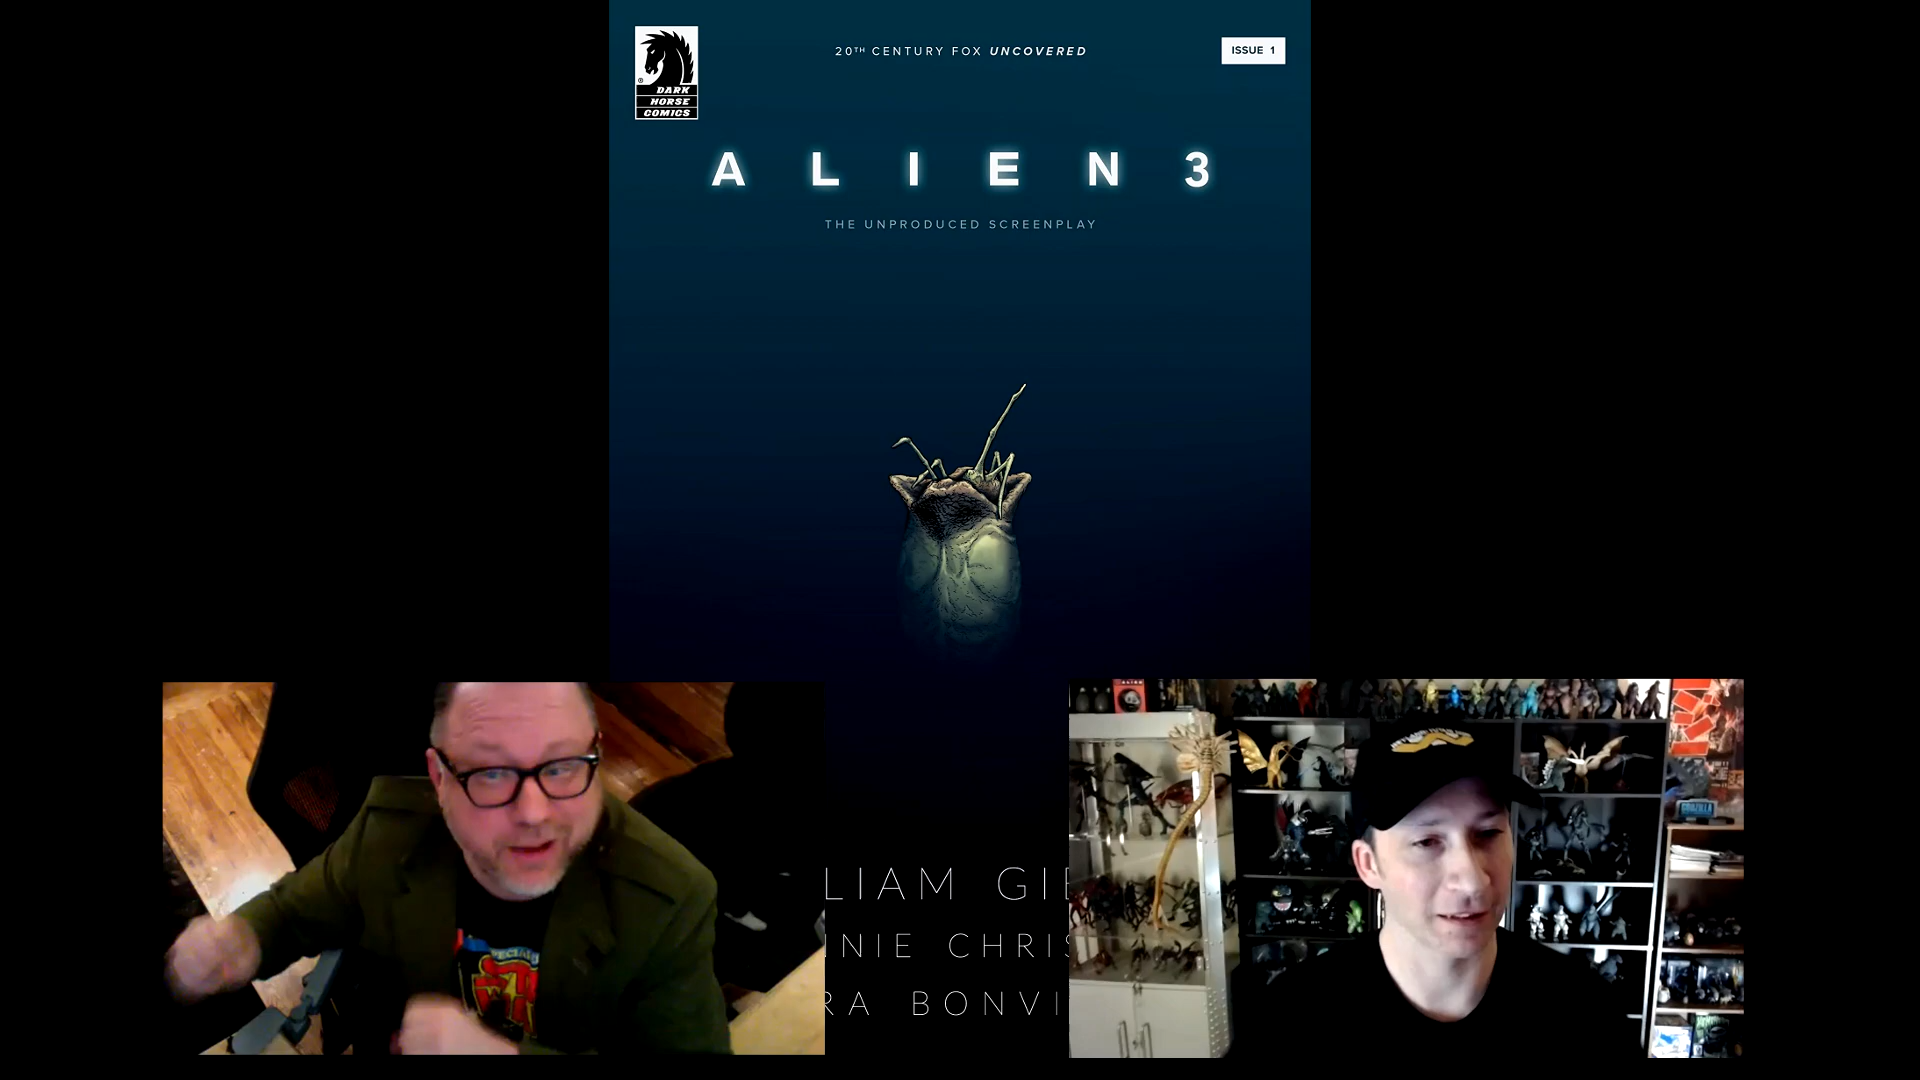 20TH CENTURY FOX UNCOVERED
ISSUE 1
DARK
HORSE
COMICS
ALIEN 3
THE UNPRODUCED SCREENPLAY
LIAM GI
NIE CHRIS
RA BONVI
GODZILLA